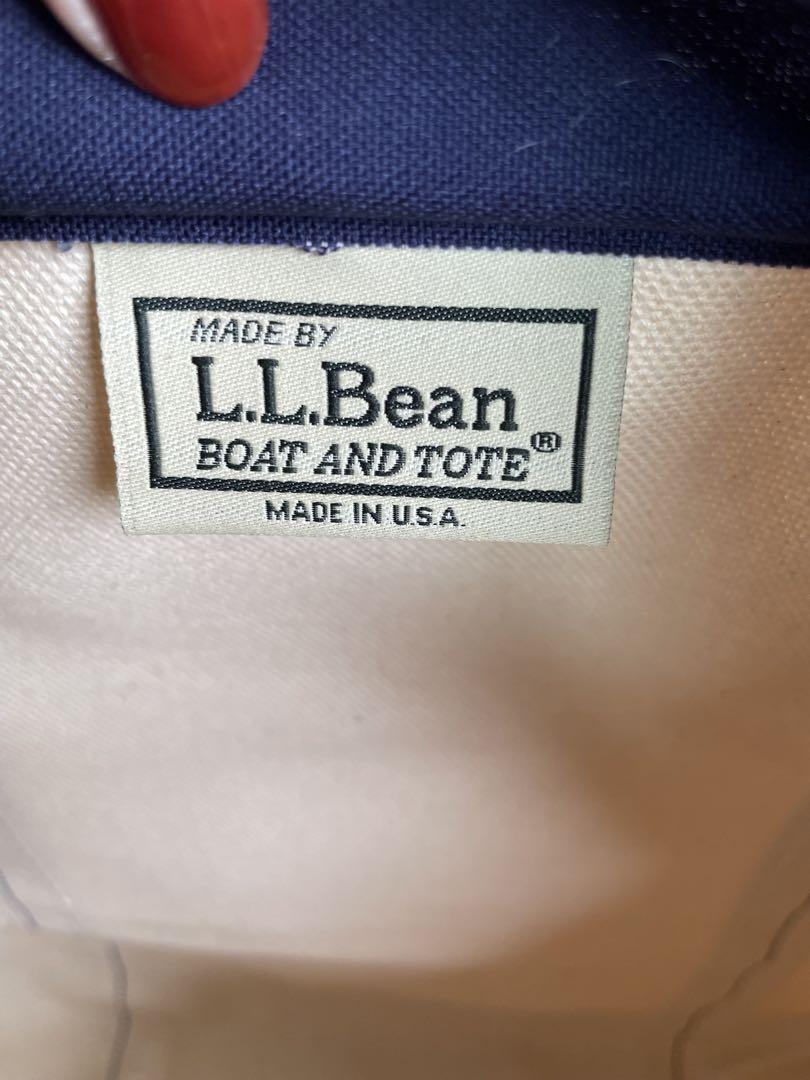 MADE BY
L.L.Bean
BOAT AND TOTE®
MADE IN U.S.A.